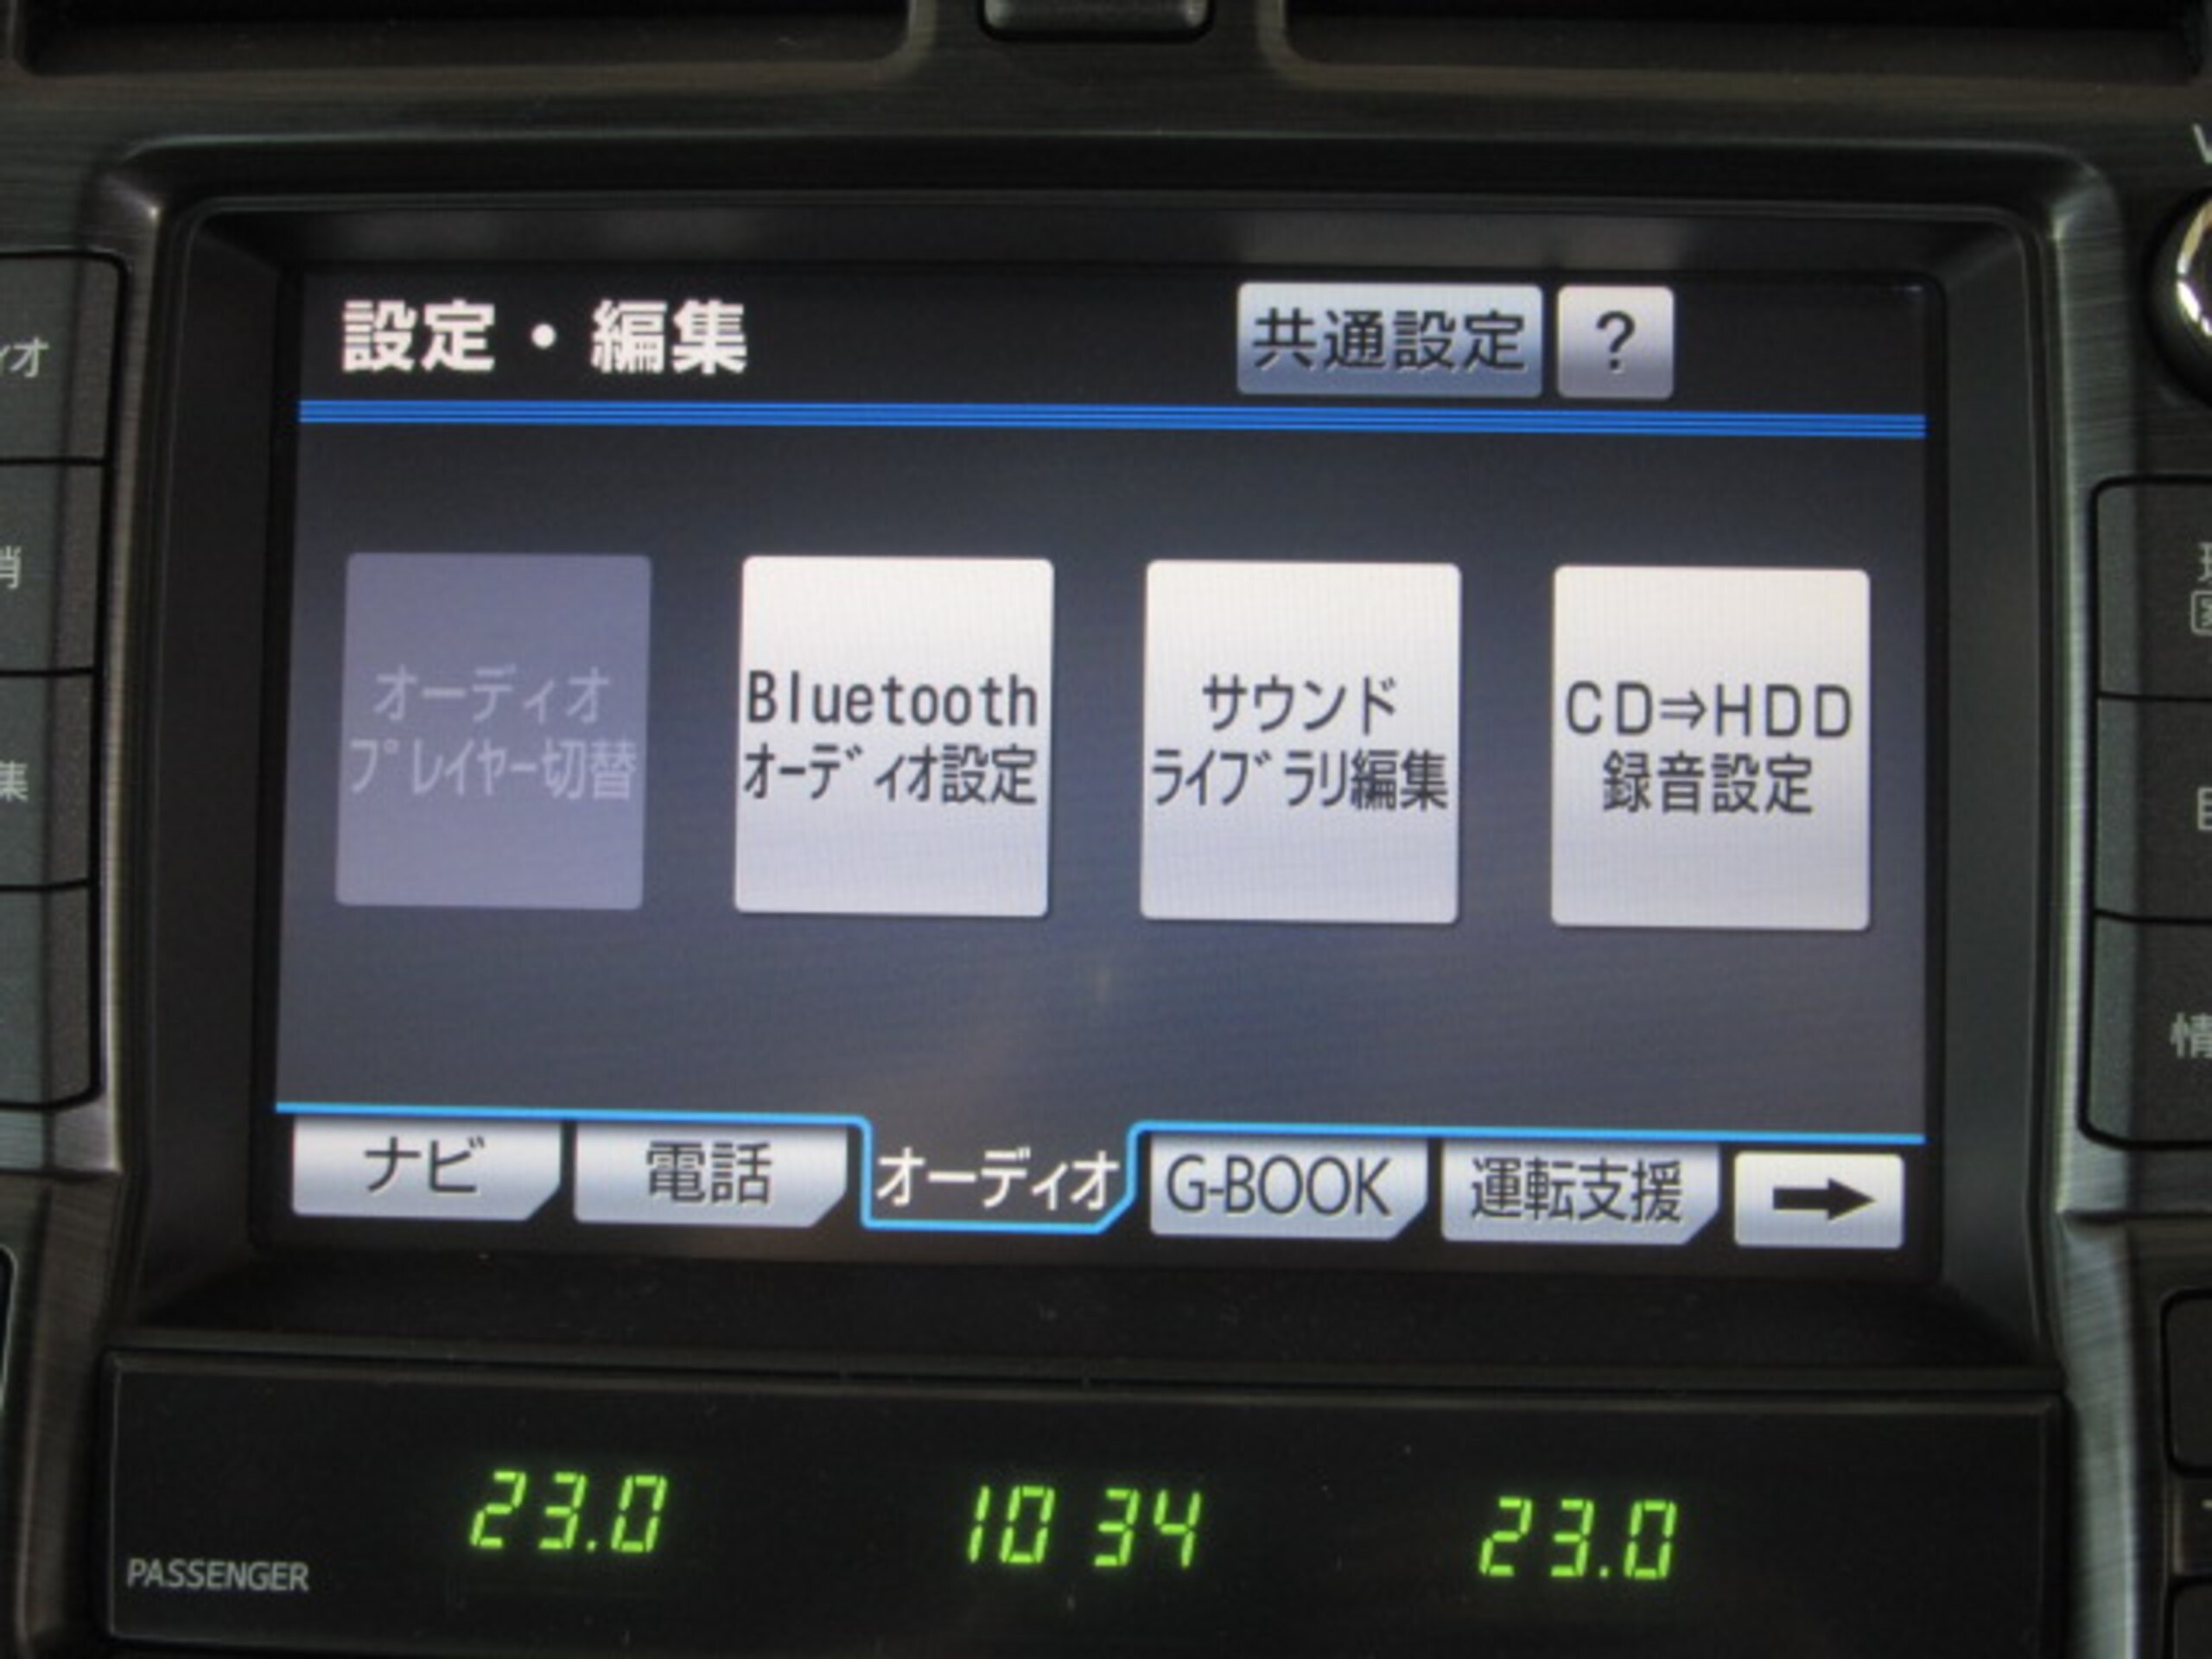 設定・編集
共通設定
?
オーディオ
プレイヤー切替
Bluetooth
オーディオ設定
サウンド
ライブラリ編集
CD⇒HDD
録音設定
ナビ
電話
オーディオ
G-BOOK
運転支援
23.0
10 34
23.0
PASSENGER